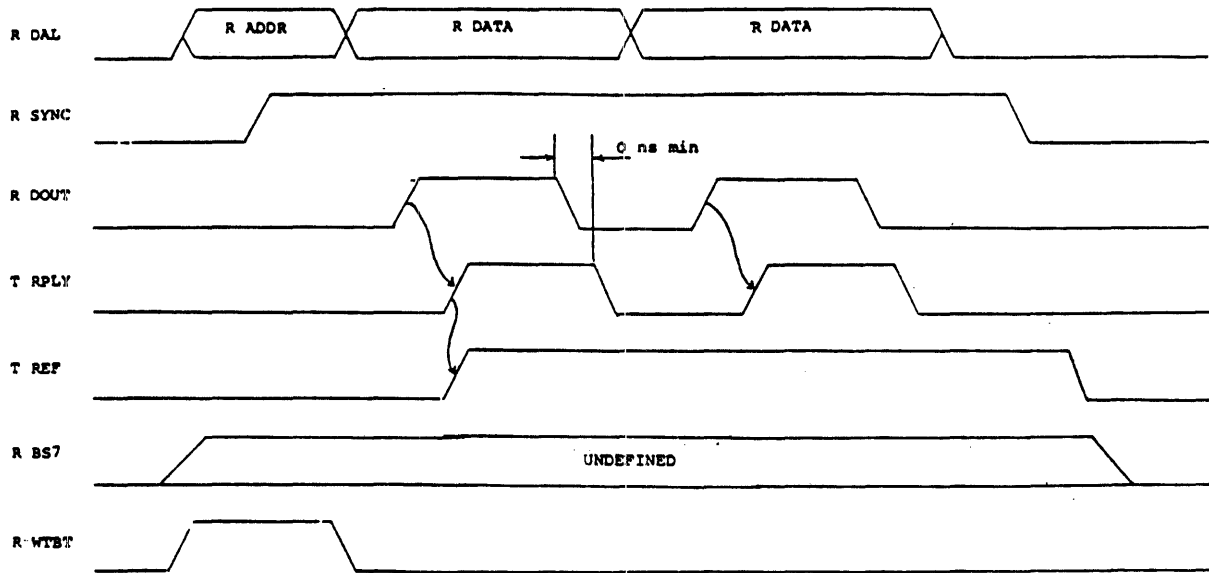 R DAL
R ADDR
R DATA
R DATA
R SYNC
0 ns min
R DOUT
T RPLY
T REF
R BS7
UNDEFINED
R WTBT